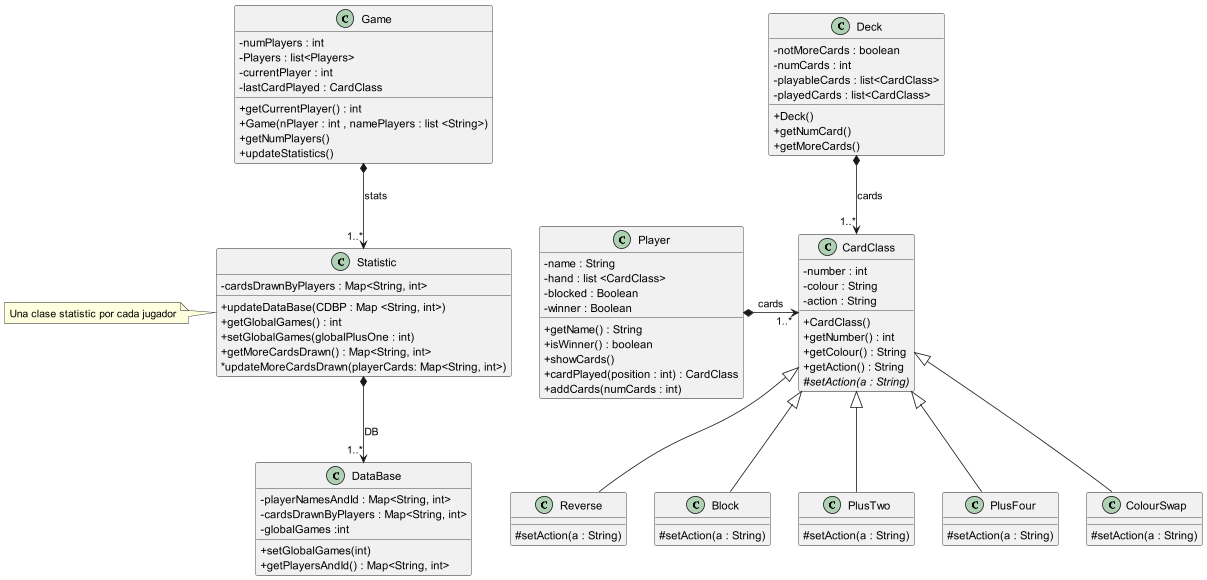 C Game
-numPlayers : int
-Players : list<Players>
-currentPlayer : int
-lastCardPlayed : CardClass
+getCurrentPlayer() : int
+Game(nPlayer : int , namePlayers : list <String>)
+getNumPlayers()
+updateStatistics()
stats
1..*
C Statistic
-cardsDrawnByPlayers : Map<String, int>
+updateDataBase(CDBP : Map <String, int>)
+getGlobalGames() : int
+setGlobalGames(globalPlusOne : int)
+getMoreCardsDrawn() : Map<String, int>
*updateMoreCardsDrawn(playerCards: Map<String, int>)
Una clase statistic por cada jugador
DB
1..*
C DataBase
-playerNamesAndId : Map<String, int>
-cardsDrawnByPlayers : Map<String, int>
-globalGames :int
+setGlobalGames(int)
+getPlayersAndId() : Map<String, int>
C Deck
-notMoreCards : boolean
-numCards : int
-playableCards : list<CardClass>
-playedCards : list<CardClass>
+Deck()
+getNumCard()
+getMoreCards()
cards
1..*
C Player
-name : String
-hand : list <CardClass>
-blocked : Boolean
-winner : Boolean
+getName() : String
+isWinner() : boolean
+showCards()
+cardPlayed(position : int) : CardClass
+addCards(numCards : int)
cards
1..*
C CardClass
-number : int
-colour : String
-action : String
+CardClass()
+getNumber() : int
+getColour() : String
+getAction() : String
#setAction(a : String)
C Reverse
#setAction(a : String)
C Block
#setAction(a : String)
C PlusTwo
#setAction(a : String)
C PlusFour
#setAction(a : String)
C ColourSwap
#setAction(a : String)